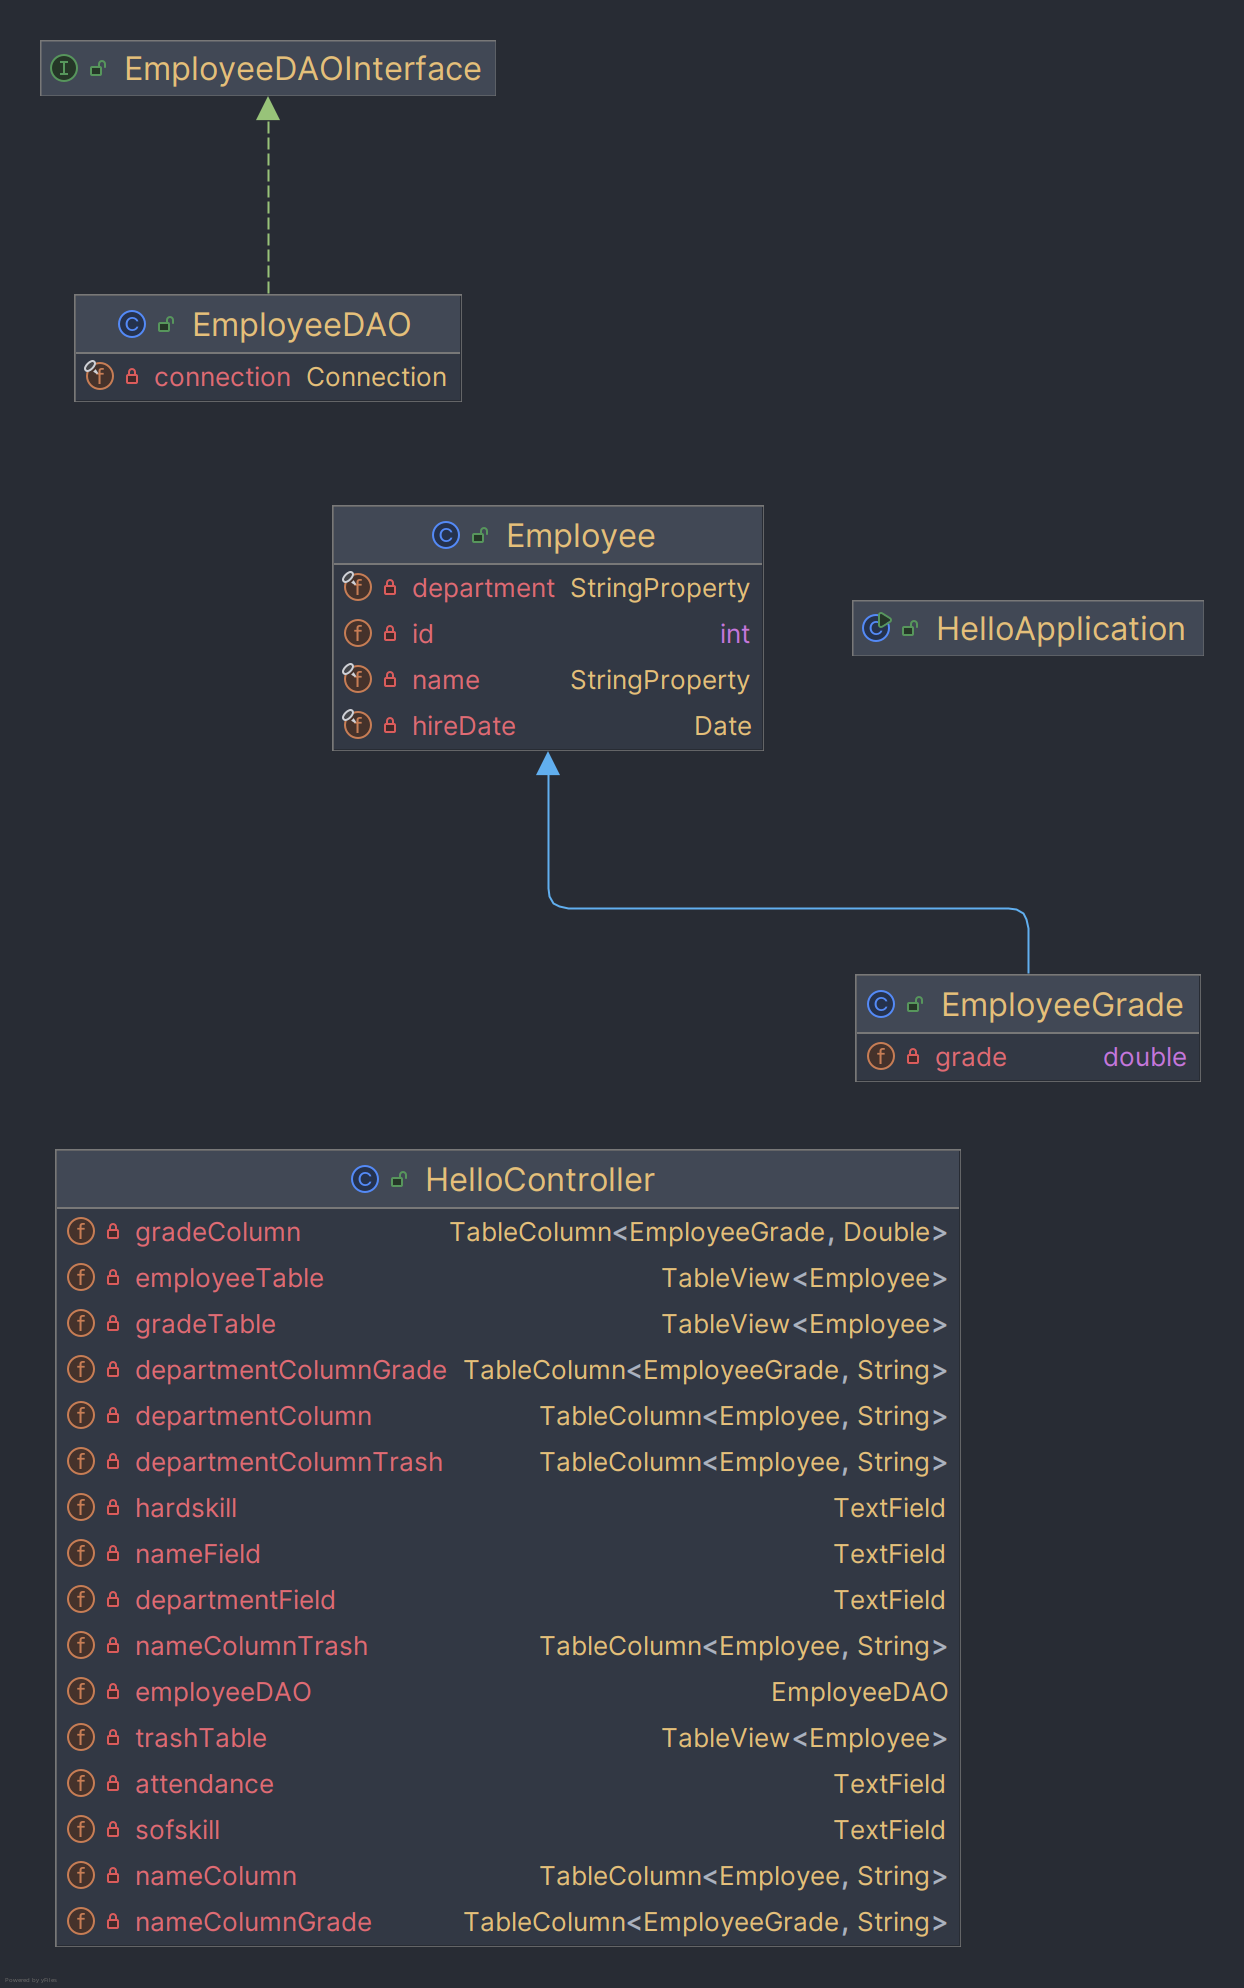 EmployeeDAOInterface
EmployeeDAO
connection Connection
Employee
department StringProperty
id int
name StringProperty
hireDate Date
HelloApplication
EmployeeGrade
grade double
HelloController
gradeColumn TableColumn<EmployeeGrade, Double>
employeeTable TableView<Employee>
gradeTable TableView<Employee>
departmentColumnGrade TableColumn<EmployeeGrade, String>
departmentColumn TableColumn<Employee, String>
departmentColumnTrash TableColumn<Employee, String>
hardskill TextField
nameField TextField
departmentField TextField
nameColumnTrash TableColumn<Employee, String>
employeeDAO EmployeeDAO
trashTable TableView<Employee>
attendance TextField
sofskill TextField
nameColumn TableColumn<Employee, String>
nameColumnGrade TableColumn<EmployeeGrade, String>
Powered by yFiles